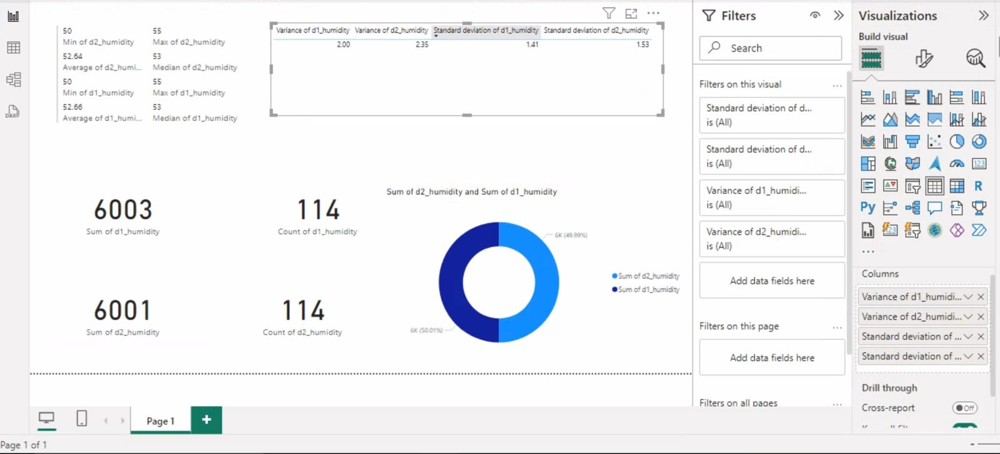 50 55
Min of d2_humidity Max of d2_humidity
52.64 53
Average of d2_humi... Median of d2_humidity
50 55
Min of d1_humidity Max of d1_humidity
52.66 53
Average of d1_humi... Median of d1_humidity
Variance of d1_humidity Variance of d2_humidity Standard deviation of d1_humidity Standard deviation of d2_humidity
2.00 2.35 1.41 1.53
6003
Sum of d1_humidity
114
Count of d1_humidity
6001
Sum of d2_humidity
114
Count of d2_humidity
Sum of d2_humidity and Sum of d1_humidity
6K (49.99%)
6K (50.01%)
Sum of d2_humidity
Sum of d1_humidity
Page 1
+
Page 1 of 1
Filters
Search
Filters on this visual
Standard deviation of d...
is (All)
Standard deviation of d...
is (All)
Variance of d1_humidi...
is (All)
Variance of d2_humidi...
is (All)
Add data fields here
Filters on this page
Add data fields here
Filters on all pages
Visualizations
Build visual
123
R
Py
123
Columns
Variance of d1_humidi...
Variance of d2_humidi...
Standard deviation of ...
Standard deviation of ...
Drill through
Cross-report Off
DAX